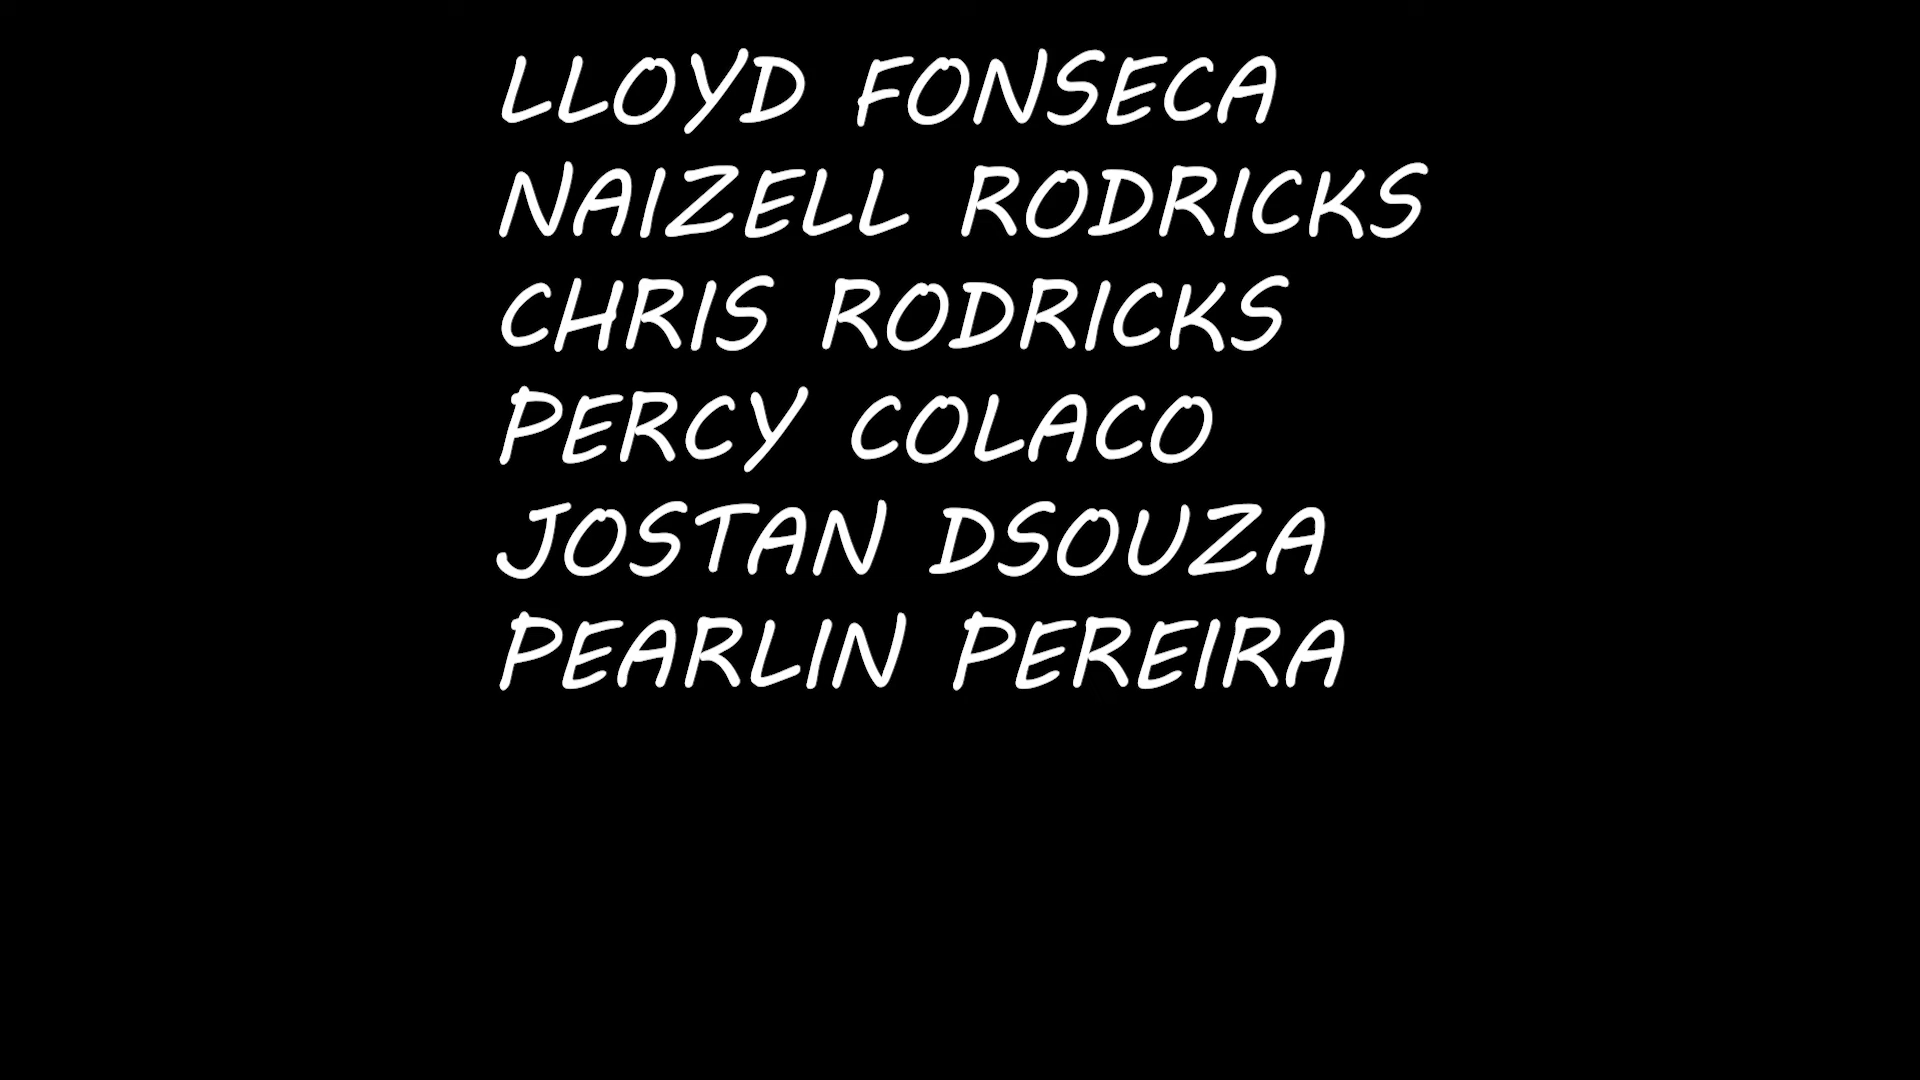 LLOYD FONSECA
NAIZELL RODRICKS
CHRIS RODRICKS
PERCY COLACO
JOSTAN DSOUZA
PEARLIN PEREIRA